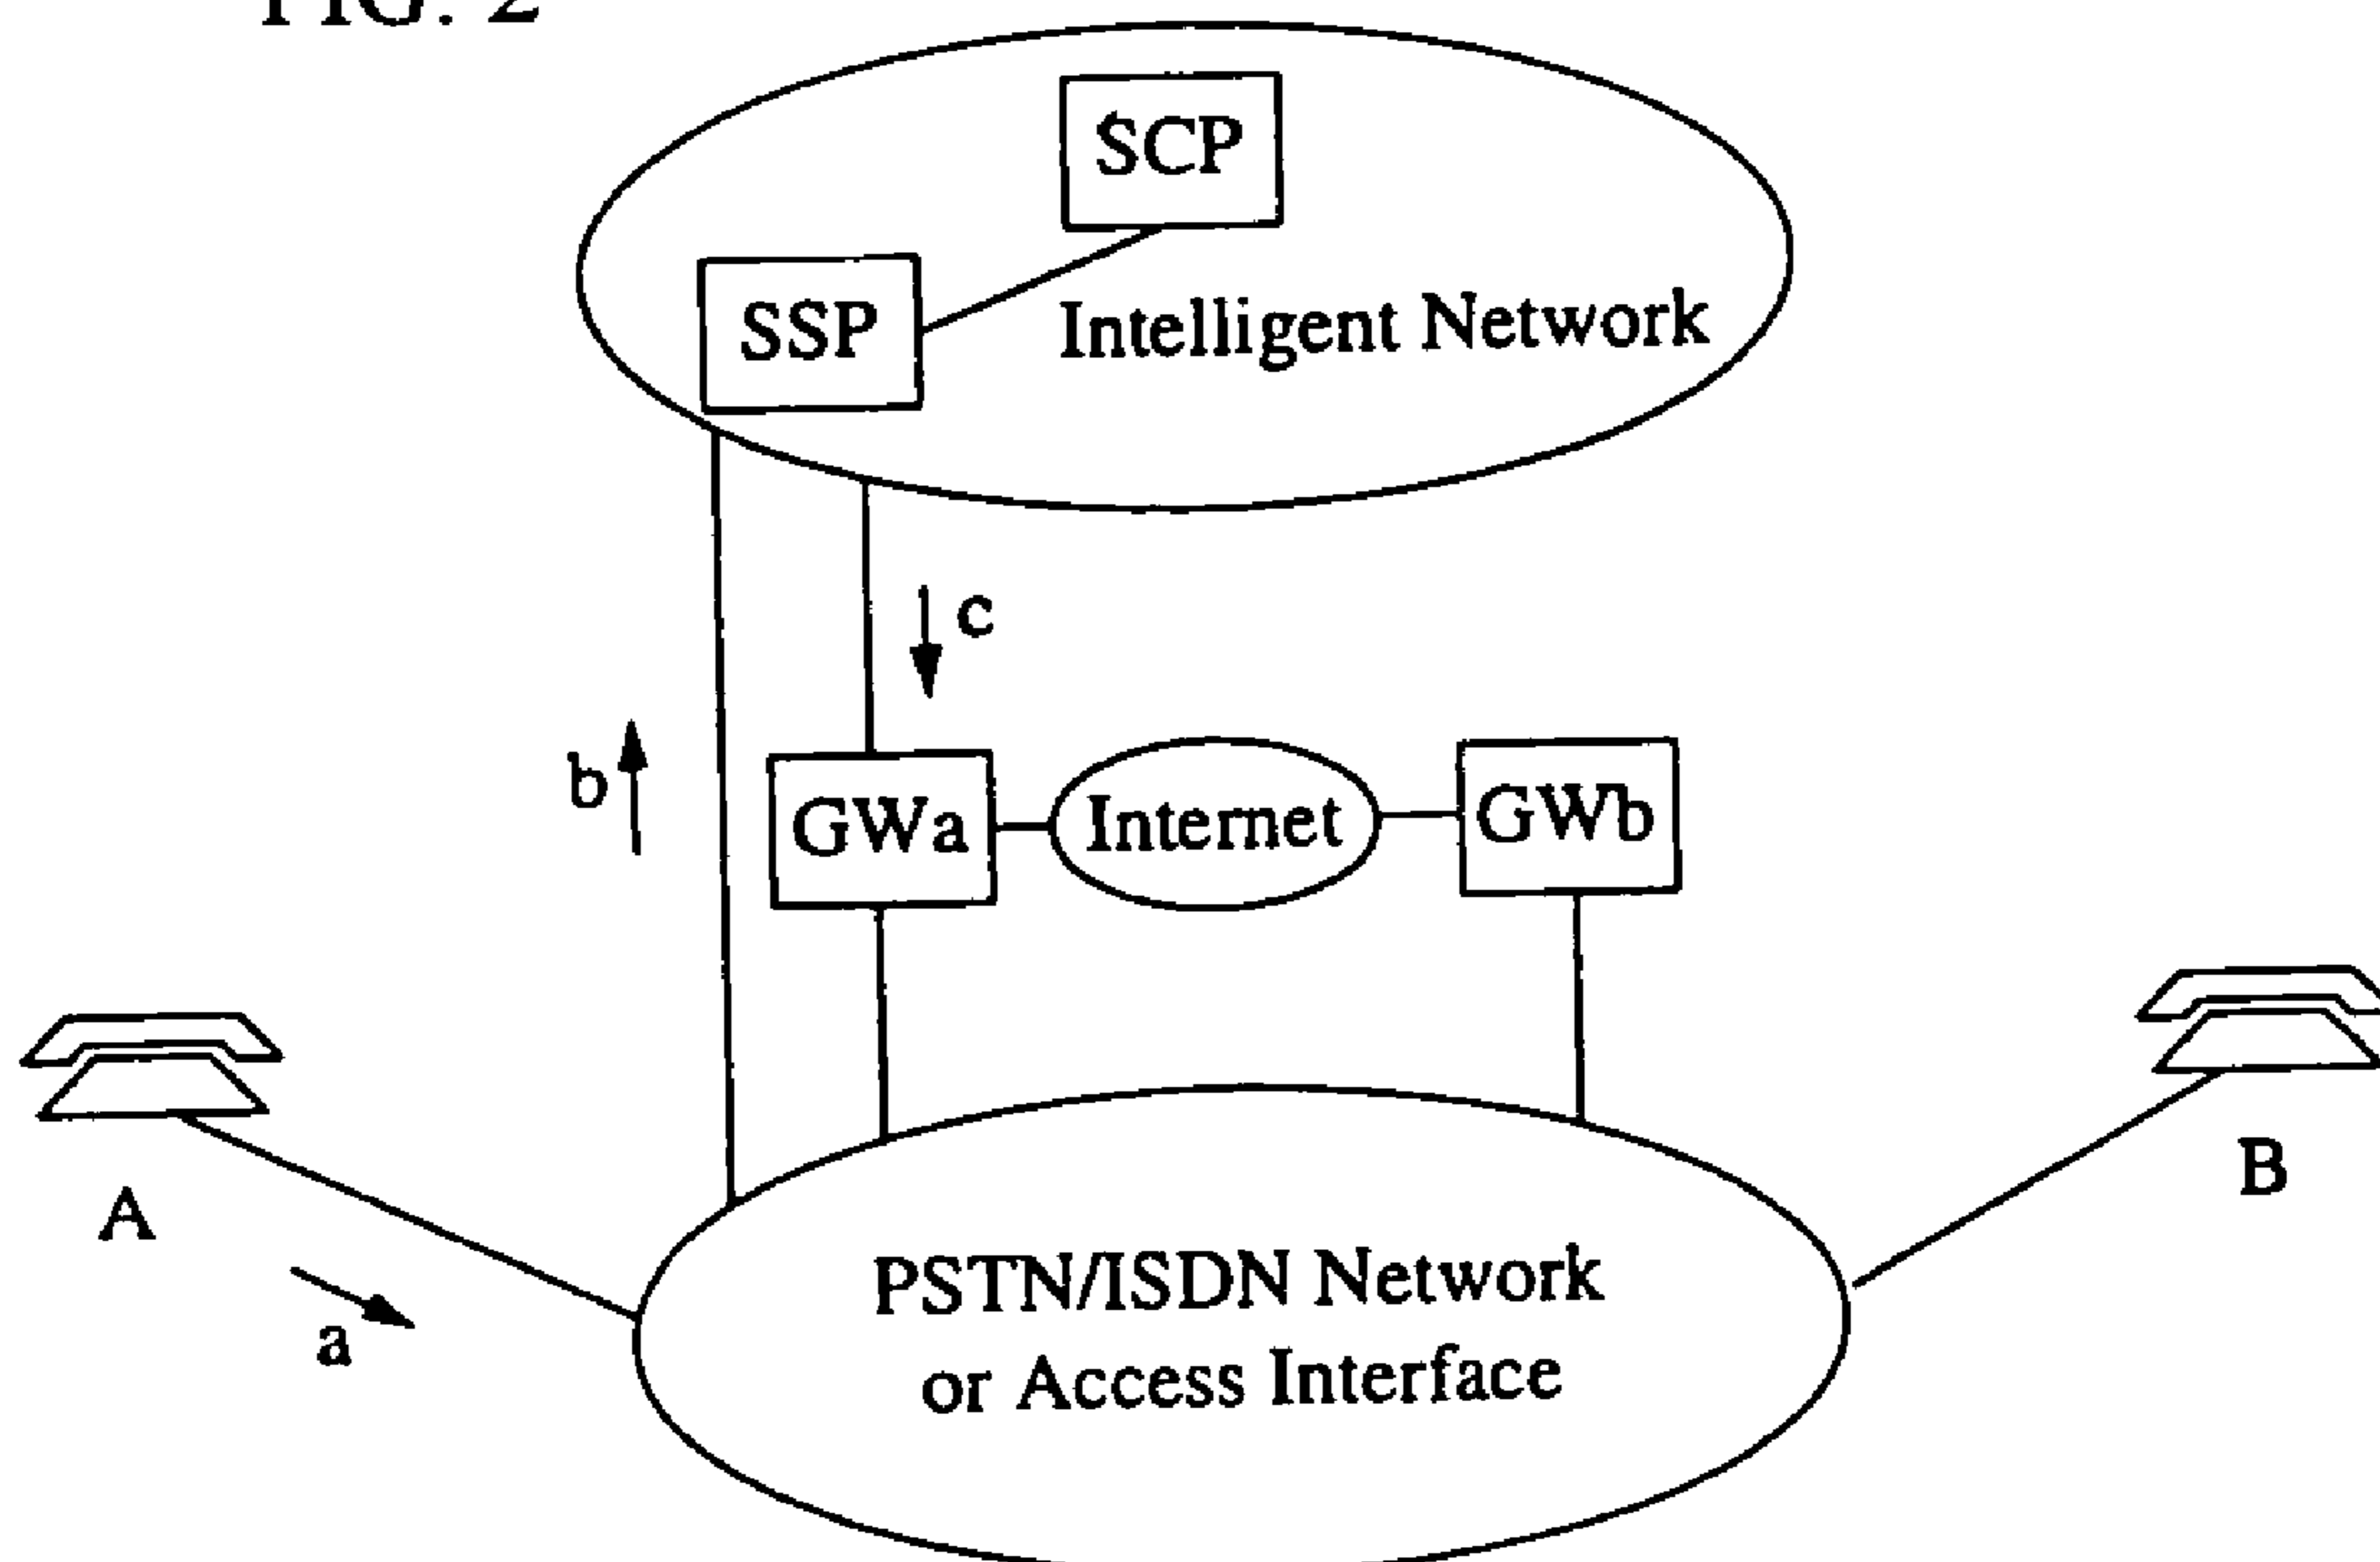 FIG. 2
SCP
SSP
Intelligent Network
c
b
GWa
Internet
GWb
A
B
a
PSTN/ISDN Network
or Access Interface